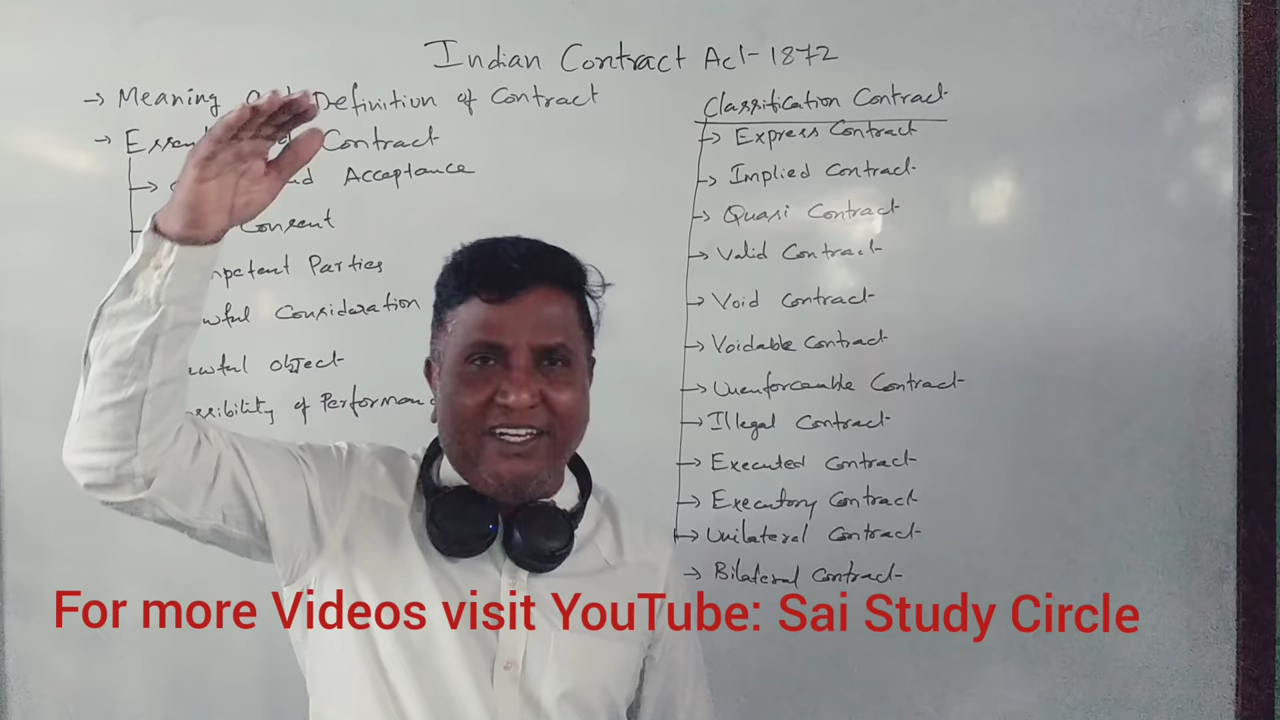 Indian Contract Act-1872
→ Meaning Definition of Contract
→ Contract
→ Acceptance
Consent
Parties
Consideration
object
of
Classification Contract
→ Express Contract
→ Implied Contract
→ Quasi Contract
→ Valid Contract
→ Void Contract
→ Voidable Contract
→ Unenforceable Contract
→ Illegal Contract
→ Executed Contract
→ Executory Contract
→ Unilateral Contract
→ Bilateral Contract
For more Videos visit YouTube: Sai Study Circle